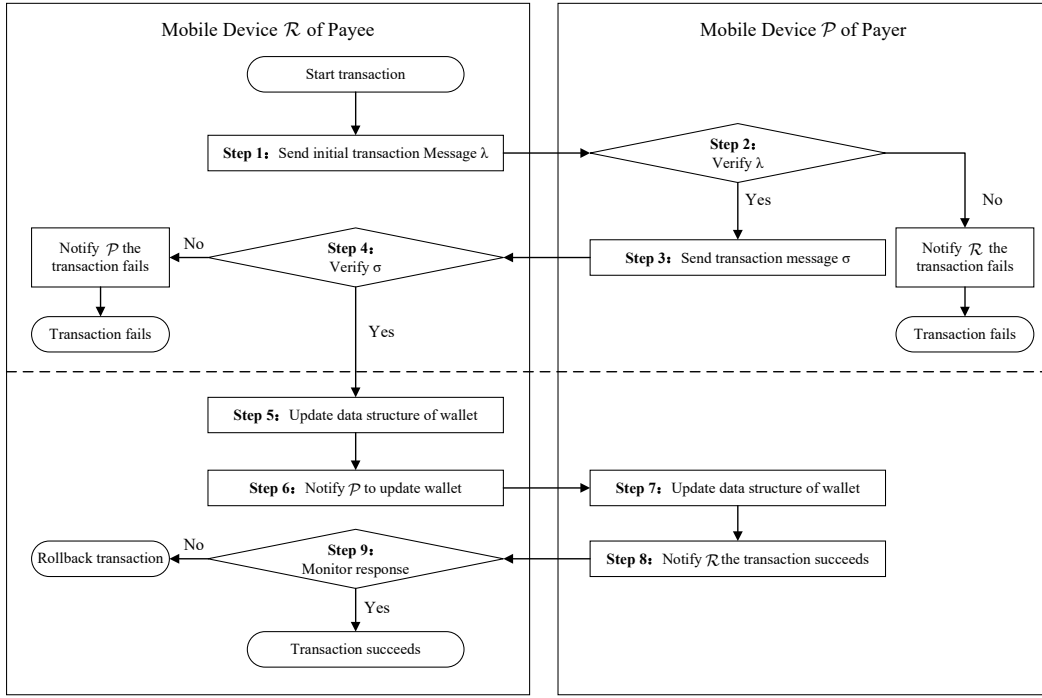 Mobile Device ℛ of Payee
Mobile Device 𝒫 of Payer
Start transaction
Step 1：Send initial transaction Message λ
Step 2：
Verify λ
Yes
No
Notify 𝒫 the
transaction fails
No
Step 4：
Verify σ
Step 3：Send transaction message σ
Notify ℛ the
transaction fails
Transaction fails
Yes
Transaction fails
Step 5：Update data structure of wallet
Step 6：Notify 𝒫 to update wallet
Step 7：Update data structure of wallet
Rollback transaction
No
Step 9：
Monitor response
Step 8：Notify ℛ the transaction succeeds
Yes
Transaction succeeds